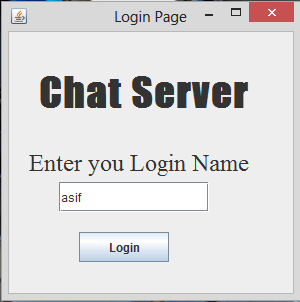 Login Page
Chat Server
Enter you Login Name
asif
Login